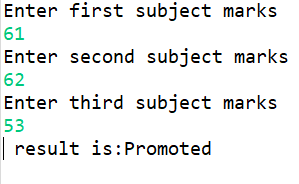 Enter first subject marks
61
Enter second subject marks
62
Enter third subject marks
53
result is:Promoted